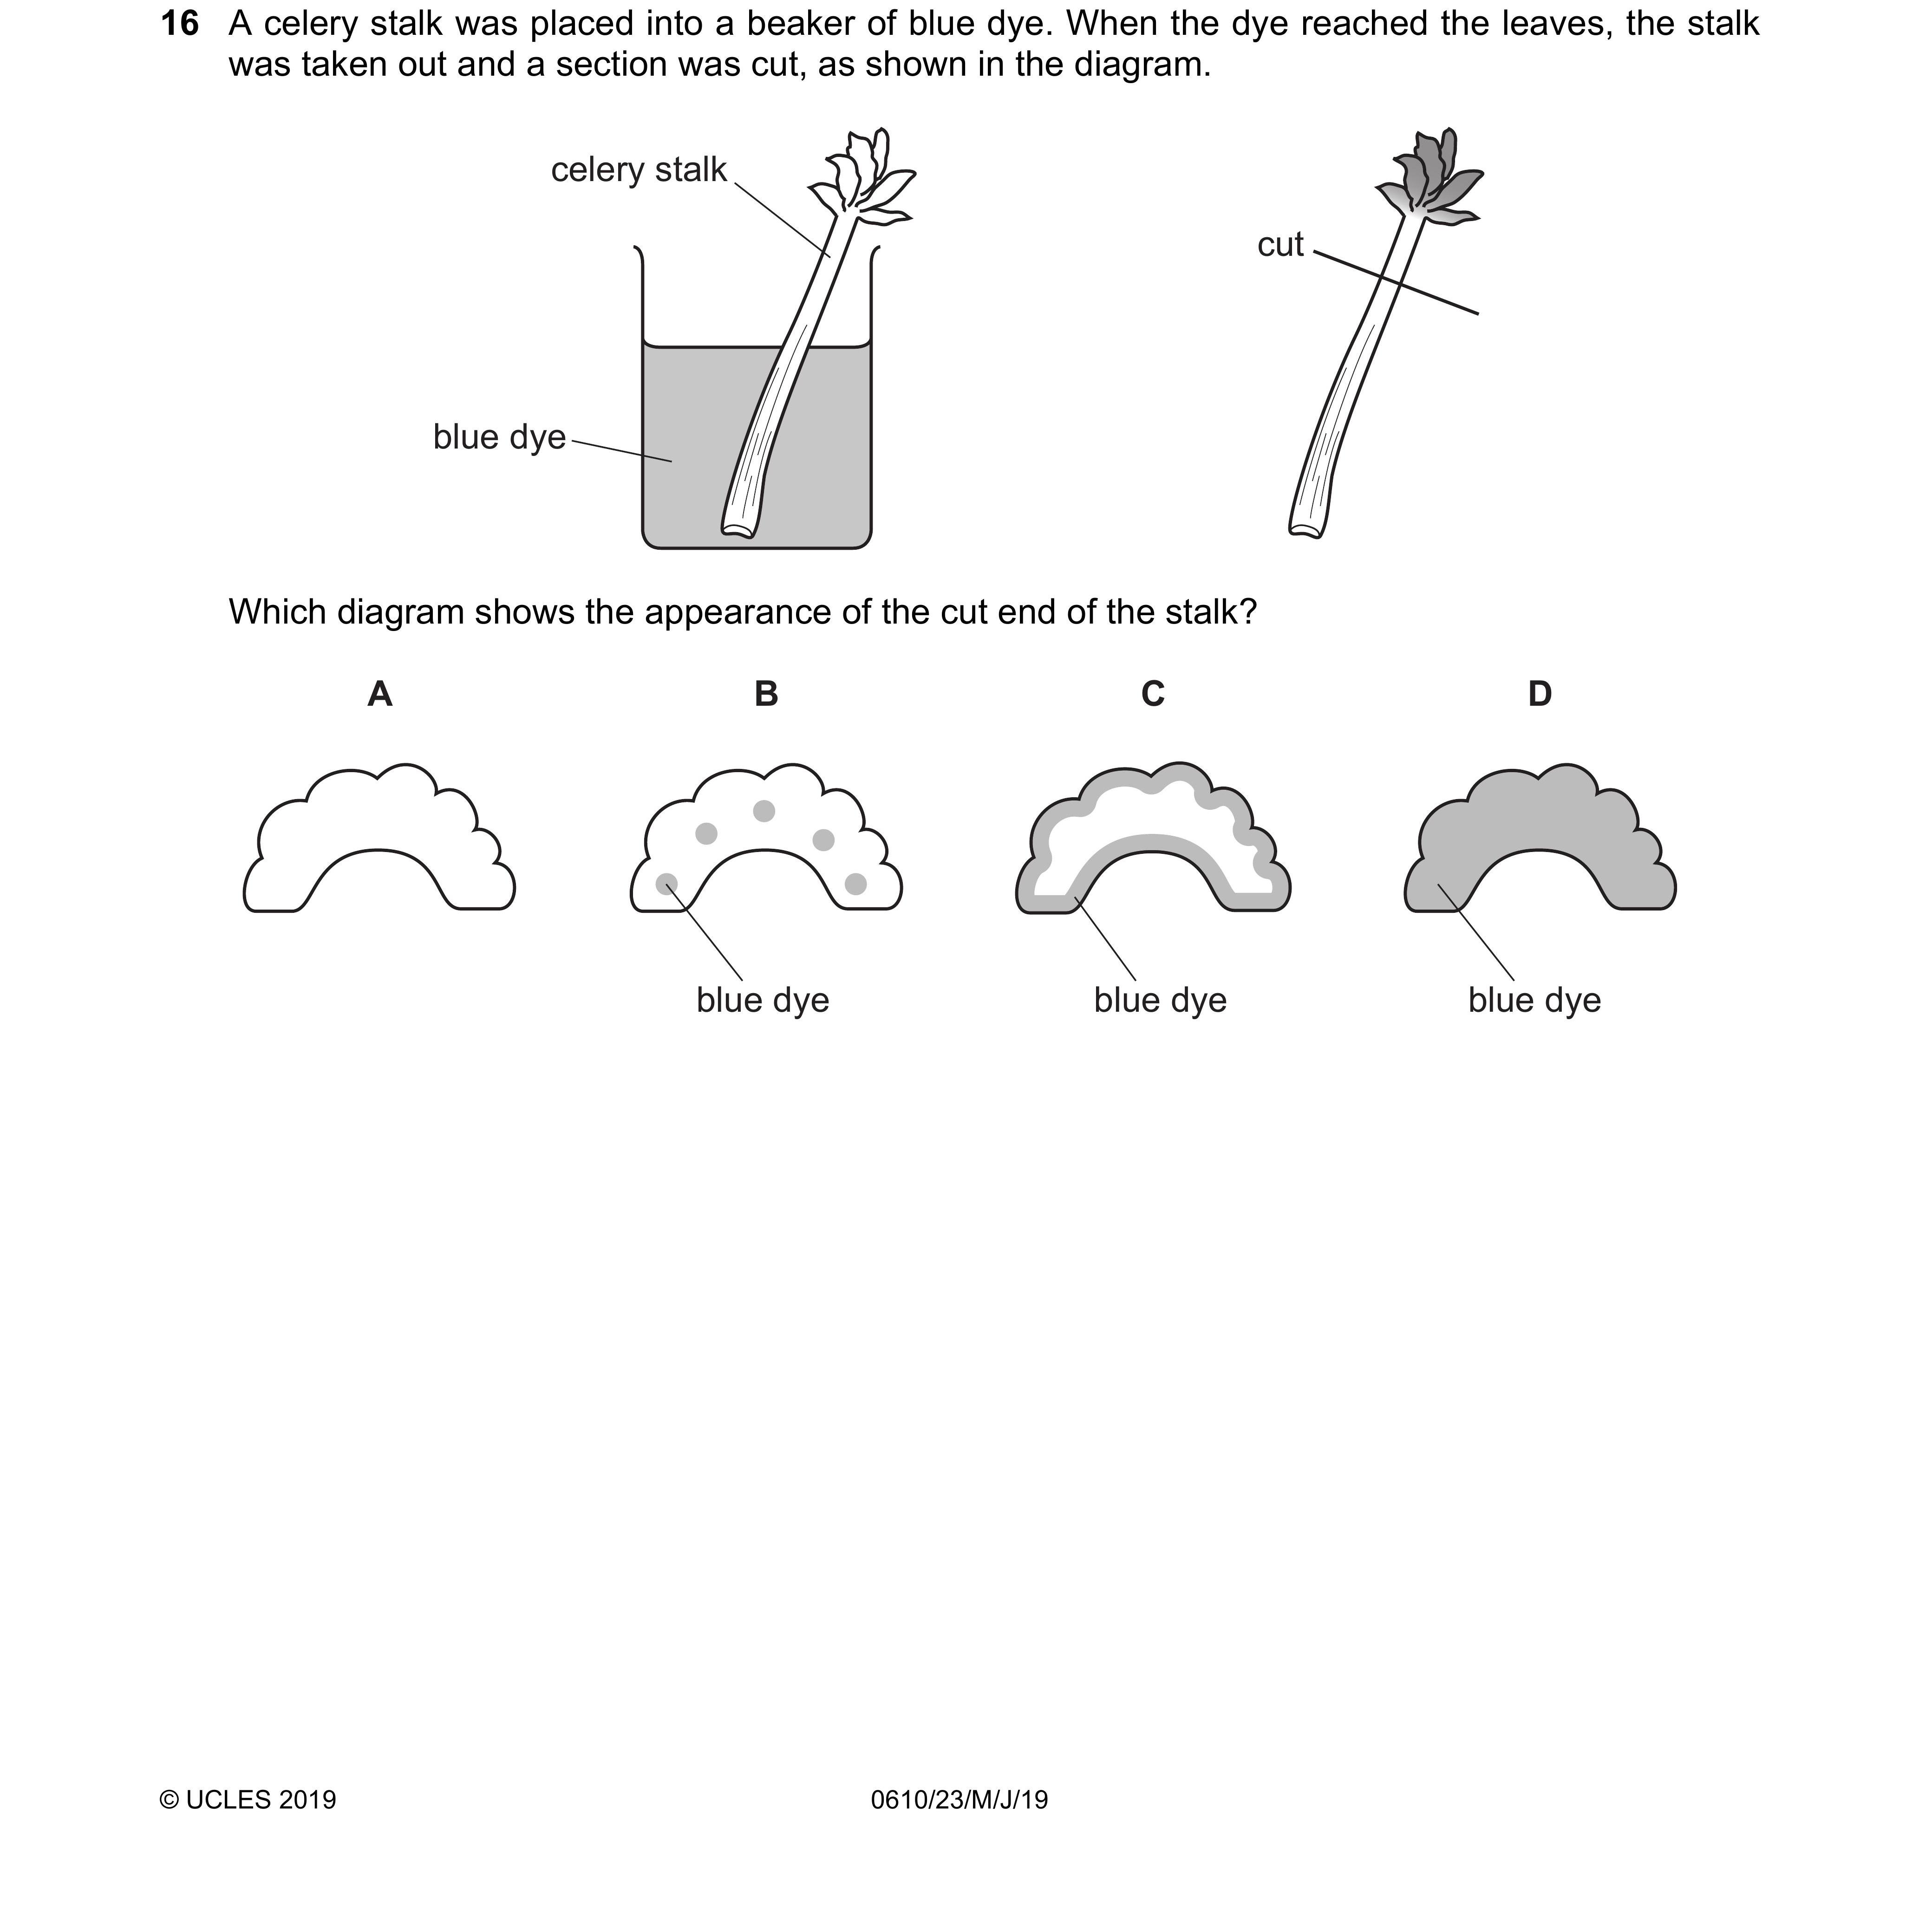 16 A celery stalk was placed into a beaker of blue dye. When the dye reached the leaves, the stalk
was taken out and a section was cut, as shown in the diagram.
celery stalk
cut
blue dye
Which diagram shows the appearance of the cut end of the stalk?
A B C D
blue dye blue dye blue dye
© UCLES 2019 0610/23/M/J/19